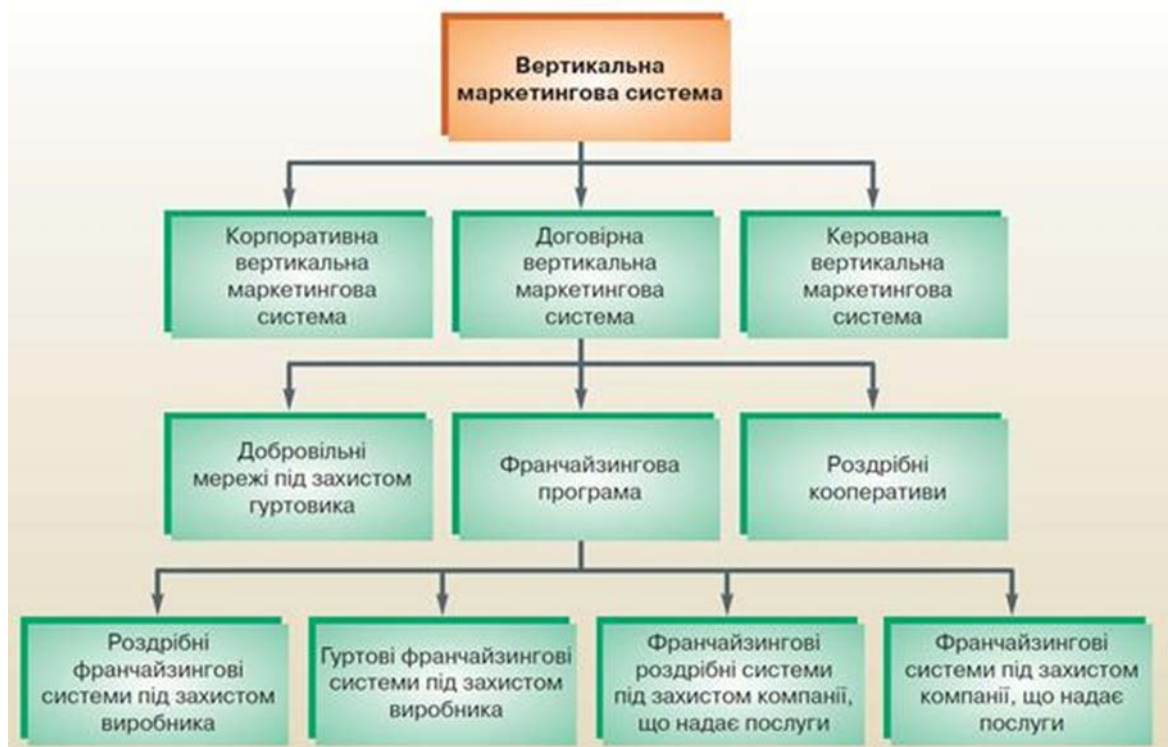 Вертикальна
маркетингова система
Корпоративна
вертикальна
маркетингова
система
Договірна
вертикальна
маркетингова
система
Керована
вертикальна
маркетингова
система
Добровільні
мережі під захистом
гуртовика
Франчайзингова
програма
Роздрібні
кооперативи
Роздрібні
франчайзингові
системи під захистом
виробника
Гуртові франчайзингові
системи під захистом
виробника
Франчайзингові
роздрібні системи
під захистом компанії,
що надає послуги
Франчайзингові
системи під захистом
компанії, що надає
послуги